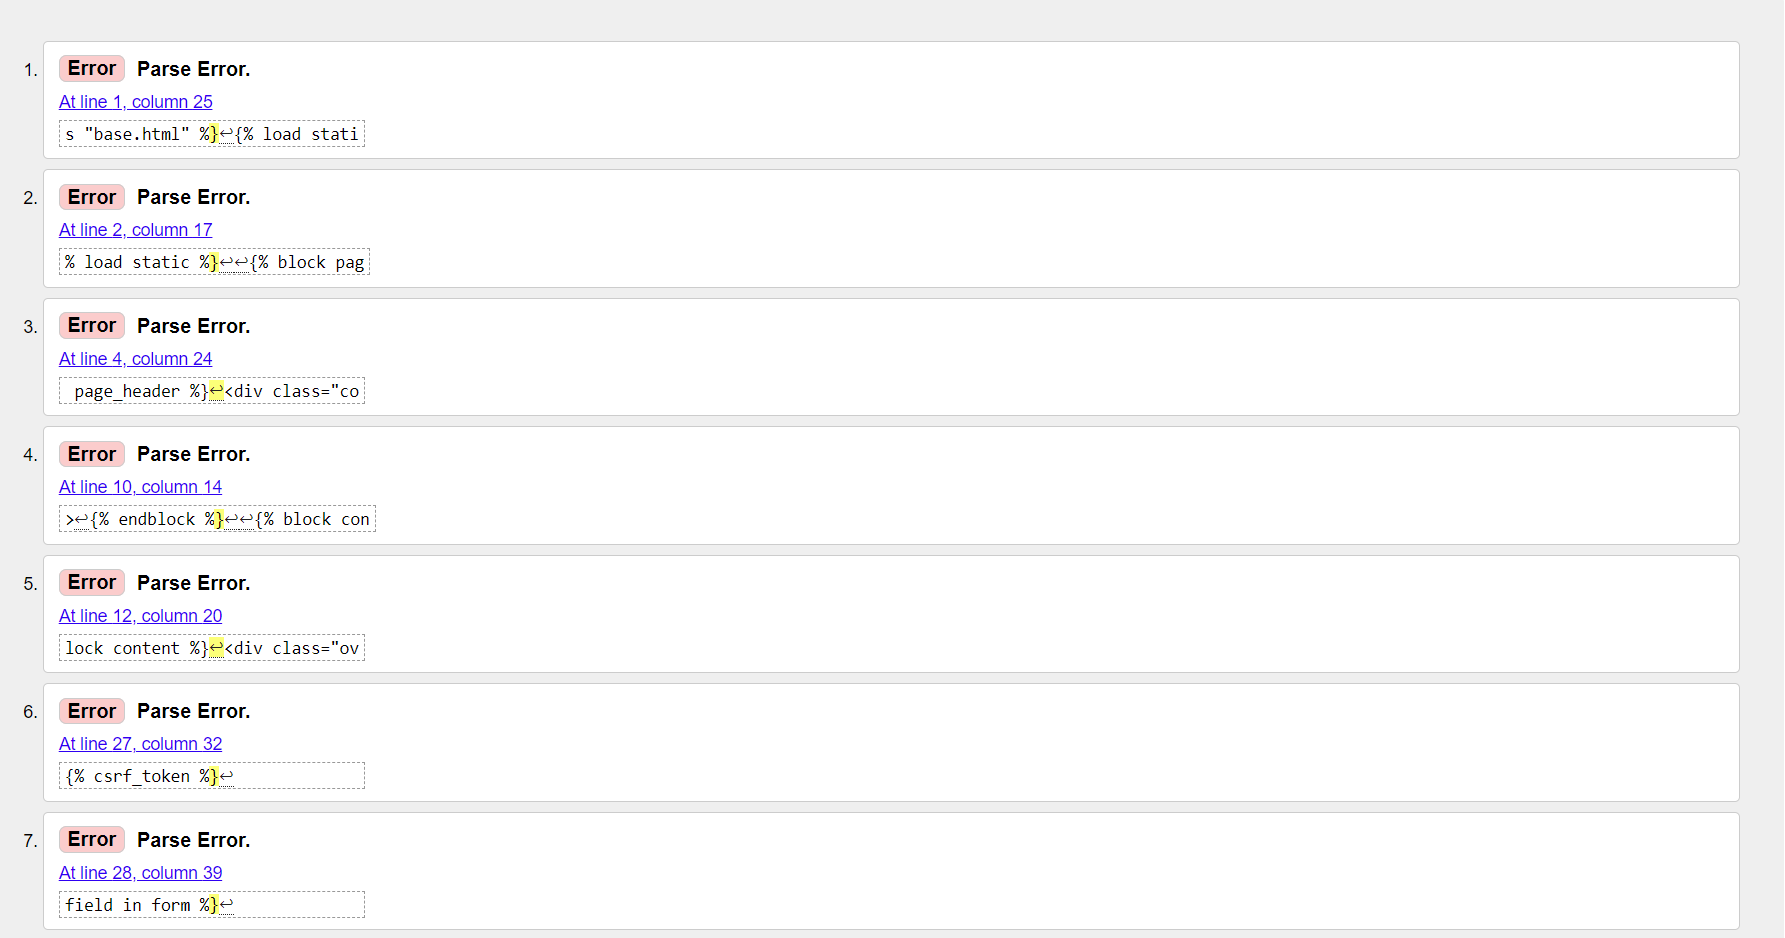 1. Error Parse Error.
At line 1, column 25
s "base.html" %}↩{% load stati
2. Error Parse Error.
At line 2, column 17
% load static %}↩↩{% block pag
3. Error Parse Error.
At line 4, column 24
page_header %}↩<div class="co
4. Error Parse Error.
At line 10, column 14
>↩{% endblock %}↩↩{% block con
5. Error Parse Error.
At line 12, column 20
lock content %}↩<div class="ov
6. Error Parse Error.
At line 27, column 32
{% csrf_token %}↩
7. Error Parse Error.
At line 28, column 39
field in form %}↩